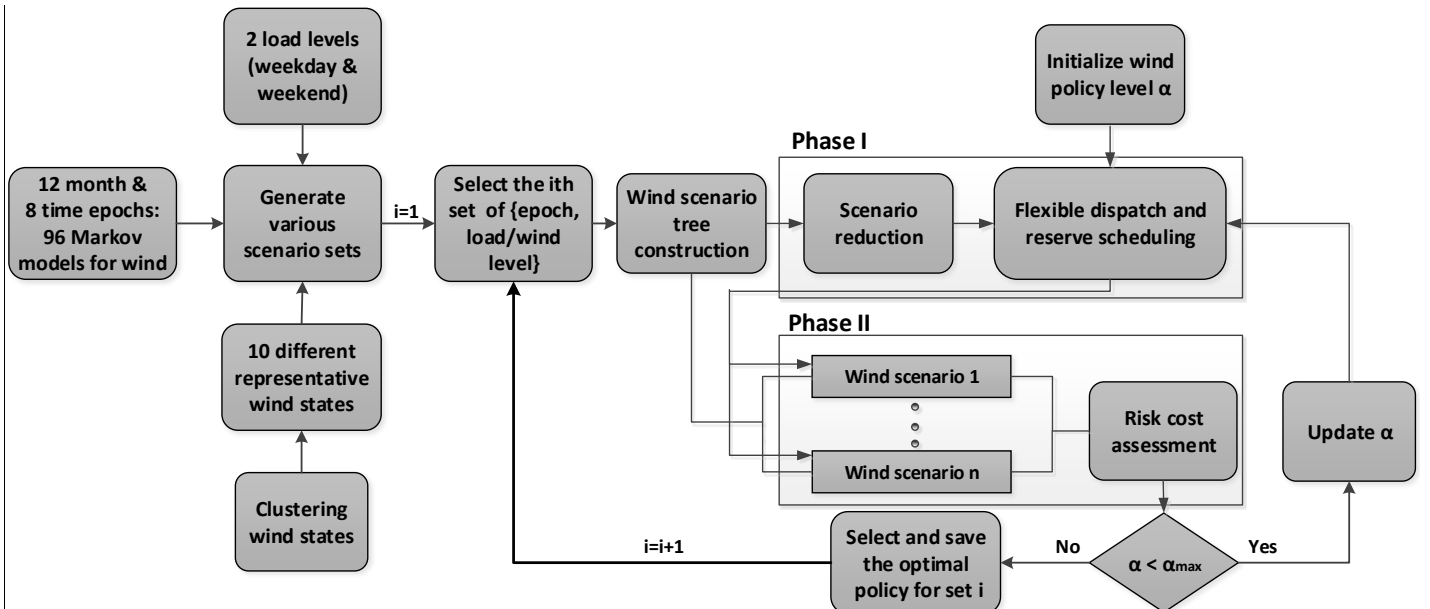 2 load levels
(weekday &
weekend)
Initialize wind
policy level α
Phase I
12 month &
8 time epochs:
96 Markov
models for wind
Generate
various
scenario sets
i=1
Select the ith
set of {epoch,
load/wind
level}
Wind scenario
tree
construction
Scenario
reduction
Flexible dispatch and
reserve scheduling
Phase II
10 different
representative
wind states
Wind scenario 1
Wind scenario n
Risk cost
assessment
Update α
Clustering
wind states
i=i+1
Select and save
the optimal
policy for set i
No
α < αmax
Yes